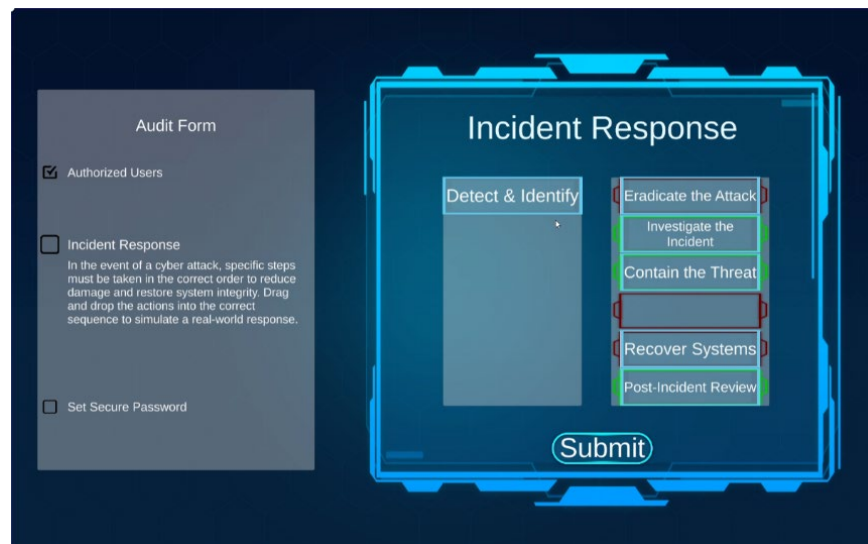 Audit Form
Authorized Users
Incident Response
In the event of a cyber attack, specific steps
must be taken in the correct order to reduce
damage and restore system integrity. Drag
and drop the actions into the correct
sequence to simulate a real-world response.
Set Secure Password
Incident Response
Detect & Identify
Eradicate the Attack
Investigate the
Incident
Contain the Threat
Recover Systems
Post-Incident Review
Submit